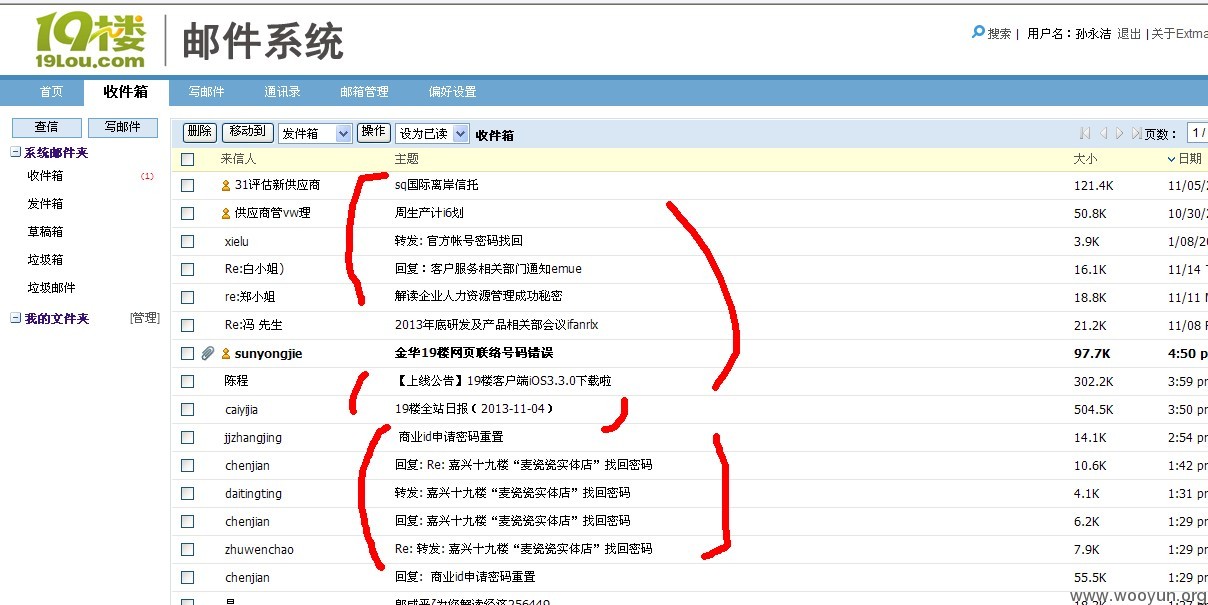 19楼 邮件系统
19Lou.com
搜索 | 用户名：孙永洁 退出 | 关于Extma
首页 收件箱 写邮件 通讯录 邮箱管理 偏好设置
查信 写邮件 删除 移动到 发件箱 操作 设为已读 收件箱 页数： 1/
系统邮件夹 来信人 主题 大小 日期
收件箱 (1) 31评估新供应商 sq国际离岸信托 121.4K 11/05/2
发件箱 供应商管vw理 周生产计i6划 50.8K 10/30/2
草稿箱 xielu 转发: 官方帐号密码找回 3.9K 1/08/20
垃圾箱 Re:白小姐） 回复：客户服务相关部门通知emue 16.1K 11/14
垃圾邮件 re:郑小姐 解读企业人力资源管理成功秘密 18.8K 11/11
我的文件夹 [管理] Re:冯 先生 2013年底研发及产品相关部会议ifanrlx 21.2K 11/08
sunyongjie 金华19楼网页联络号码错误 97.7K 4:50 p
陈程 【上线公告】19楼客户端iOS3.3.0下载啦 302.2K 3:59 p
caiyijia 19楼全站日报（2013-11-04） 504.5K 3:50 p
jjzhangjing 商业id申请密码重置 14.1K 2:54 p
chenjian 回复: Re: 嘉兴十九楼“麦瓷瓷实体店”找回密码 10.6K 1:42 p
daitingting 转发: 嘉兴十九楼“麦瓷瓷实体店”找回密码 4.1K 1:31 p
chenjian 回复: 嘉兴十九楼“麦瓷瓷实体店”找回密码 6.2K 1:29 p
zhuwenchao Re: 转发: 嘉兴十九楼“麦瓷瓷实体店”找回密码 7.9K 1:29 p
chenjian 回复: 商业id申请密码重置 55.5K 1:29 p
www.wooyun.org